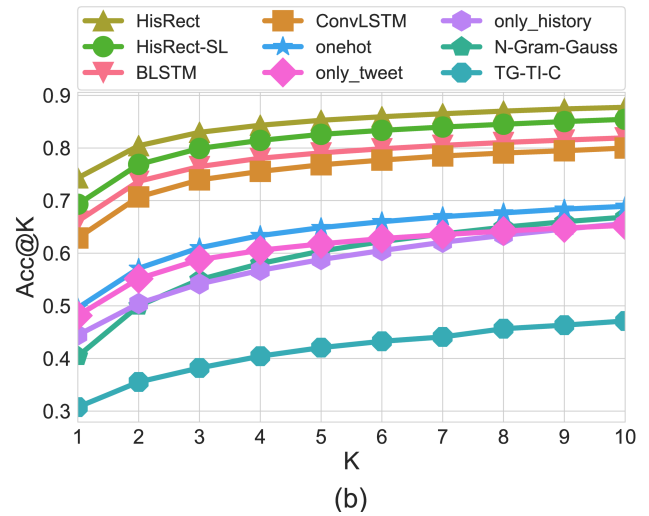 HisRect ConvLSTM only_history
HisRect-SL onehot N-Gram-Gauss
BLSTM only_tweet TG-TI-C
0.9
0.8
0.7
0.6
0.5
0.4
0.3
Acc@K
1 2 3 4 5 6 7 8 9 10
K
(b)